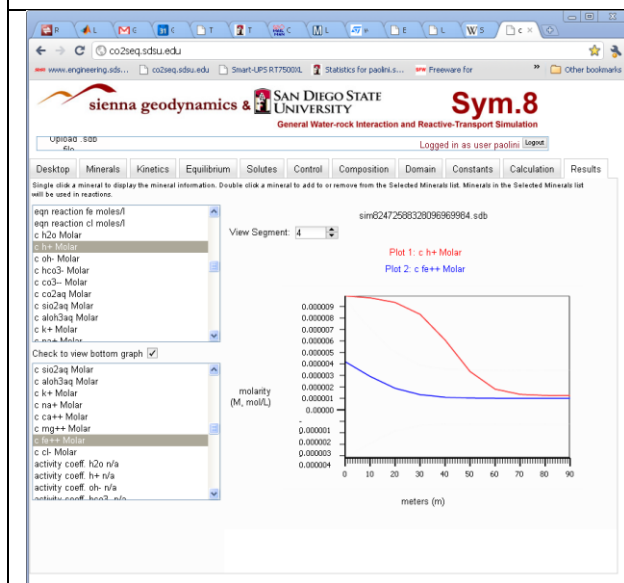 R L M E 31 C T T C L P E L W S C ×
co2seq.sdsu.edu
www.engineering.sds... co2seq.sdsu.edu Smart-UPS RT7500XL Statistics for paolini.s... Freeware for » Other bookmarks
sienna geodynamics & SAN DIEGO STATE UNIVERSITY Sym.8
General Water-rock Interaction and Reactive-Transport Simulation
Upload .sdb
file
Logged in as user paolini Logout
Desktop Minerals Kinetics Equilibrium Solutes Control Composition Domain Constants Calculation Results
Single click a mineral to display the mineral information. Double click a mineral to add to or remove from the Selected Minerals list. Minerals in the Selected Minerals list
will be used in reactions.
eqn reaction fe moles/l
eqn reaction cl moles/l
c h2o Molar
c h+ Molar
c oh- Molar
c hco3- Molar
c co3-- Molar
c co2aq Molar
c sio2aq Molar
c aloh3aq Molar
c k+ Molar
c na+ Molar
Check to view bottom graph
c sio2aq Molar
c aloh3aq Molar
c k+ Molar
c na+ Molar
c ca++ Molar
c mg++ Molar
c fe++ Molar
c cl- Molar
activity coeff. h2o n/a
activity coeff. h+ n/a
activity coeff. oh- n/a
activity coeff. hco3- n/a
sim82472588328096969984.sdb
View Segment: 4
Plot 1: c h+ Molar
Plot 2: c fe++ Molar
0.000009
0.000008
0.000007
0.000006
0.000005
0.000004
0.000003
0.000002
0.000001
0.00000
-
0.000001
0.000002
0.000003
0.000004
molarity
(M, mol/L)
0 10 20 30 40 50 60 70 80 90
meters (m)